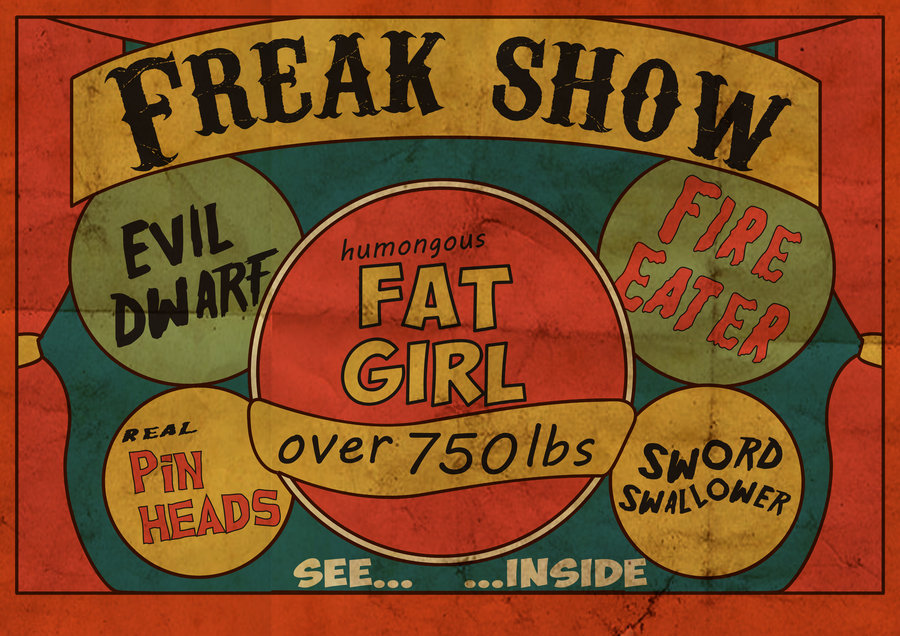 FREAK SHOW
EVIL
DWARF
humongous
FAT
GIRL
over 750lbs
FIRE
EATER
REAL
PiN
HEADS
SWORD
SWALLOWER
SEE... ...INSIDE